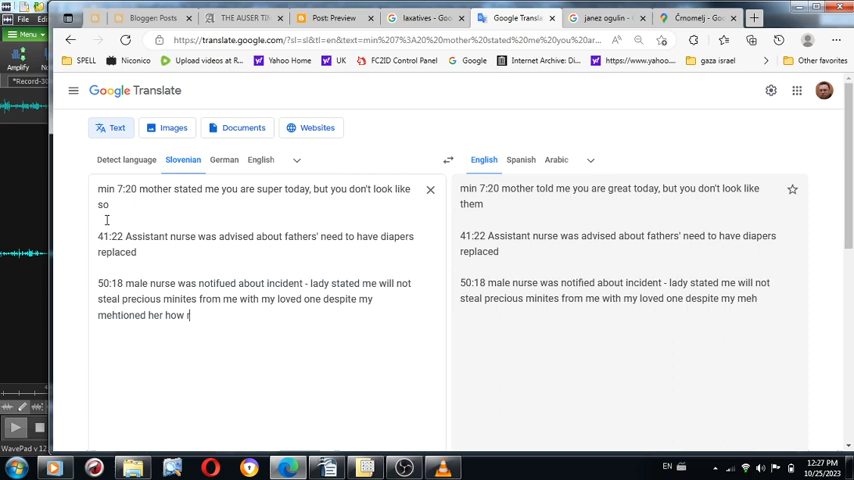 File
Edit
Blogger: Posts
THE AUSER TIM
Post: Preview
laxatives - Goo
Google Transla
janez ogulin -
Črnomelj - Goo
Menu
https://translate.google.com/?sl=sl&tl=en&text=min%207%3A20%20mother%20stated%20me%20you%20ar...
Amplify
SPELL
Niconico
Upload videos at R...
Yahoo Home
UK
FC2ID Control Panel
Google
Internet Archive: Di...
https://www.yahoo....
gaza israel
Other favorites
Google Translate
Text
Images
Documents
Websites
Detect language
Slovenian
German
English
English
Spanish
Arabic
min 7:20 mother stated me you are super today, but you don't look like
so
41:22 Assistant nurse was advised about fathers' need to have diapers
replaced
50:18 male nurse was notifued about incident - lady stated me will not
steal precious minites from me with my loved one despite my
mehtioned her how r
min 7:20 mother told me you are great today, but you don't look like
them
41:22 Assistant nurse was advised about fathers' need to have diapers
replaced
50:18 male nurse was notified about incident - lady stated me will not
steal precious minites from me with my loved one despite my meh
WavePad v 12
EN
12:27 PM
10/25/2023